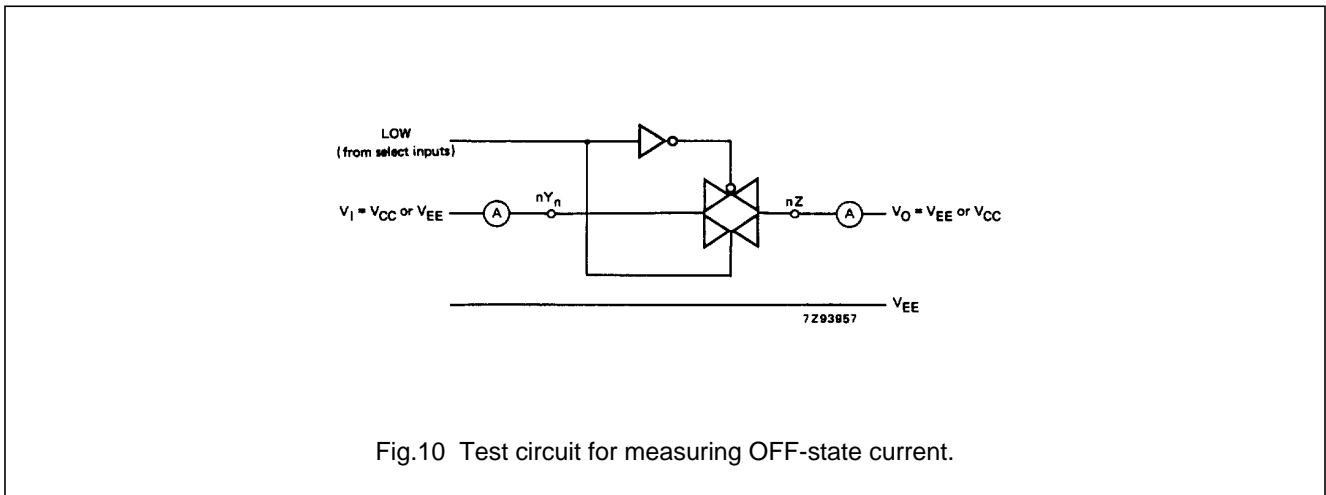 LOW
(from select inputs)
V_I = V_CC or V_EE
A
nY_n
nZ
A
V_O = V_EE or V_CC
V_EE
7Z93957
Fig.10 Test circuit for measuring OFF-state current.